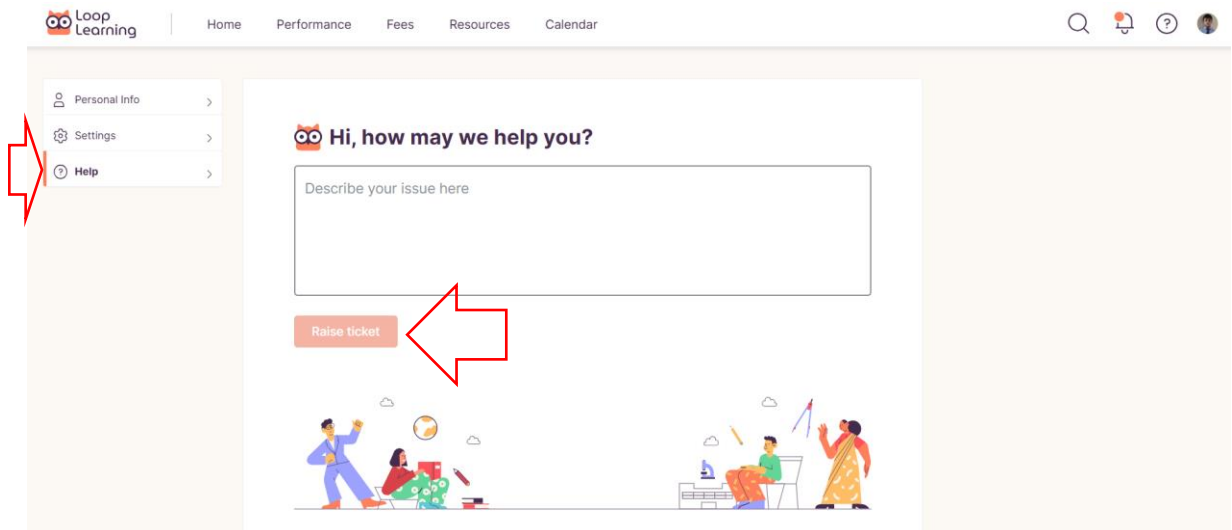 Loop
Learning
Home Performance Fees Resources Calendar
Personal Info
Settings
Help
Hi, how may we help you?
Describe your issue here
Raise ticket